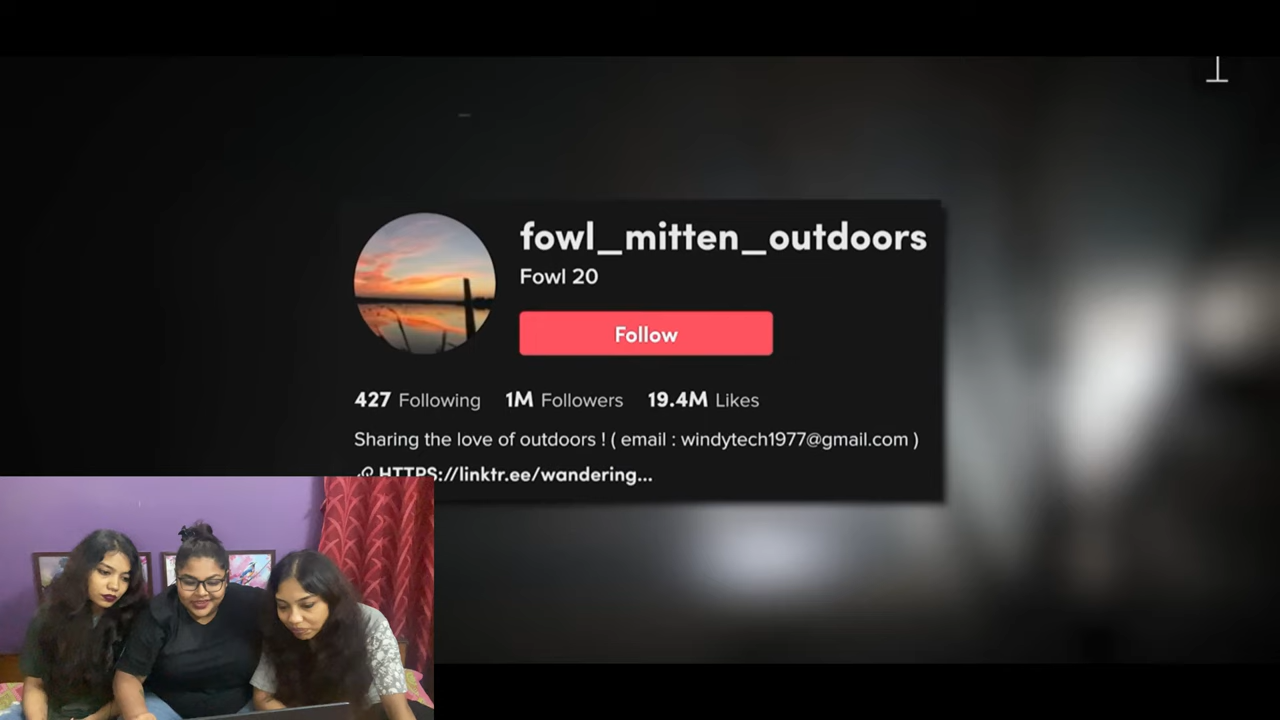 fowl_mitten_outdoors
Fowl 20
Follow
427 Following 1M Followers 19.4M Likes
Sharing the love of outdoors ! ( email : windytech1977@gmail.com )
HTTPS://linktr.ee/wandering...